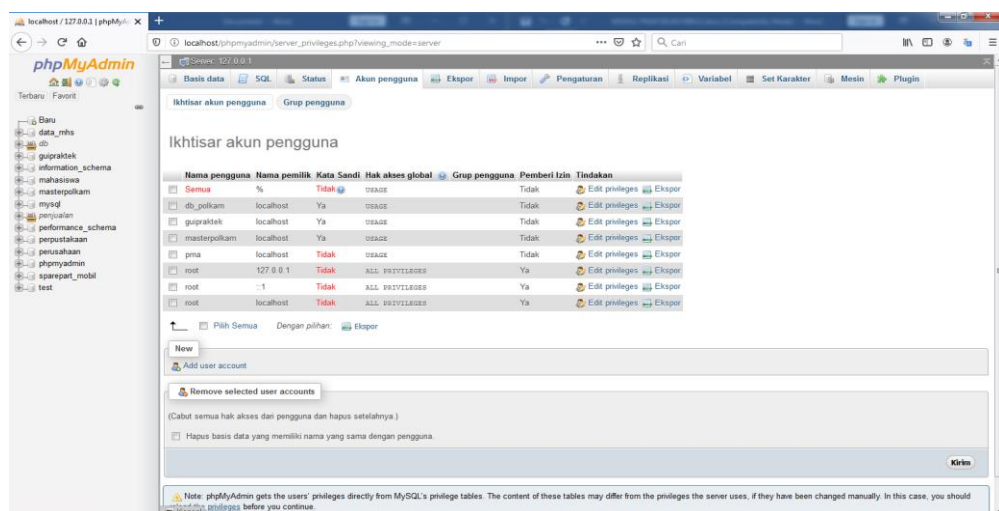 localhost / 127.0.0.1 | phpMyAd
localhost/phpmyadmin/server_privileges.php?viewing_mode=server
Cari
phpMyAdmin
Terbaru Favorit
Baru
data_mhs
db
guipraktek
information_schema
mahasiswa
masterpolkam
mysql
penjualan
performance_schema
perpustakaan
perusahaan
phpmyadmin
sparepart_mobil
test
Server: 127.0.0.1
Basis data SQL Status Akun pengguna Ekspor Impor Pengaturan Replikasi Variabel Set Karakter Mesin Plugin
Ikhtisar akun pengguna Grup pengguna
Ikhtisar akun pengguna
Nama pengguna Nama pemilik Kata Sandi Hak akses global Grup pengguna Pemberi Izin Tindakan
Semua % Tidak USAGE Tidak Edit privileges Ekspor
db_polkam localhost Ya USAGE Tidak Edit privileges Ekspor
guipraktek localhost Ya USAGE Tidak Edit privileges Ekspor
masterpolkam localhost Ya USAGE Tidak Edit privileges Ekspor
pma localhost Tidak USAGE Tidak Edit privileges Ekspor
root 127.0.0.1 Tidak ALL PRIVILEGES Ya Edit privileges Ekspor
root ::1 Tidak ALL PRIVILEGES Ya Edit privileges Ekspor
root localhost Tidak ALL PRIVILEGES Ya Edit privileges Ekspor
Pilih Semua Dengan pilihan: Ekspor
New
Add user account
Remove selected user accounts
(Cabut semua hak akses dari pengguna dan hapus setelahnya.)
Hapus basis data yang memiliki nama yang sama dengan pengguna.
Kirim
Note: phpMyAdmin gets the users' privileges directly from MySQL's privilege tables. The content of these tables may differ from the privileges the server uses, if they have been changed manually. In this case, you should
privileges before you continue.